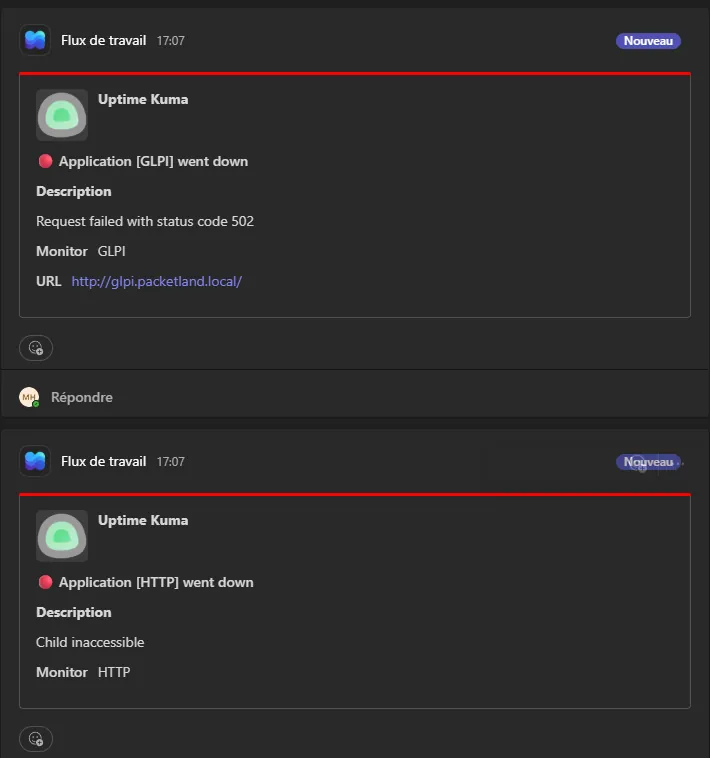 Flux de travail 17:07 Nouveau
Uptime Kuma
Application [GLPI] went down
Description
Request failed with status code 502
Monitor GLPI
URL http://glpi.packetland.local/
MH Répondre
Flux de travail 17:07 Nouveau
Uptime Kuma
Application [HTTP] went down
Description
Child inaccessible
Monitor HTTP